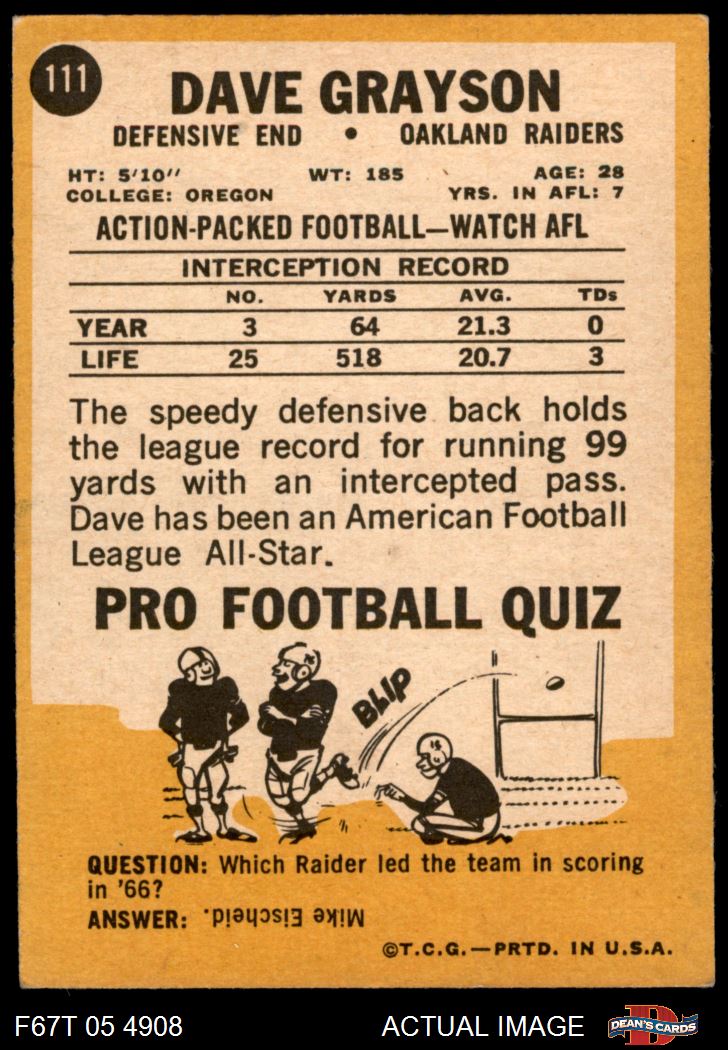 111
DAVE GRAYSON
DEFENSIVE END • OAKLAND RAIDERS
HT: 5'10" WT: 185 AGE: 28
COLLEGE: OREGON YRS. IN AFL: 7
ACTION-PACKED FOOTBALL—WATCH AFL
INTERCEPTION RECORD
NO. YARDS AVG. TDs
YEAR 3 64 21.3 0
LIFE 25 518 20.7 3
The speedy defensive back holds
the league record for running 99
yards with an intercepted pass.
Dave has been an American Football
League All-Star.
PRO FOOTBALL QUIZ
BLIP
QUESTION: Which Raider led the team in scoring
in '66?
ANSWER: Mike Eischeid.
©T.C.G.—PRTD. IN U.S.A.
F67T 05 4908 ACTUAL IMAGE D DEAN'S CARDS